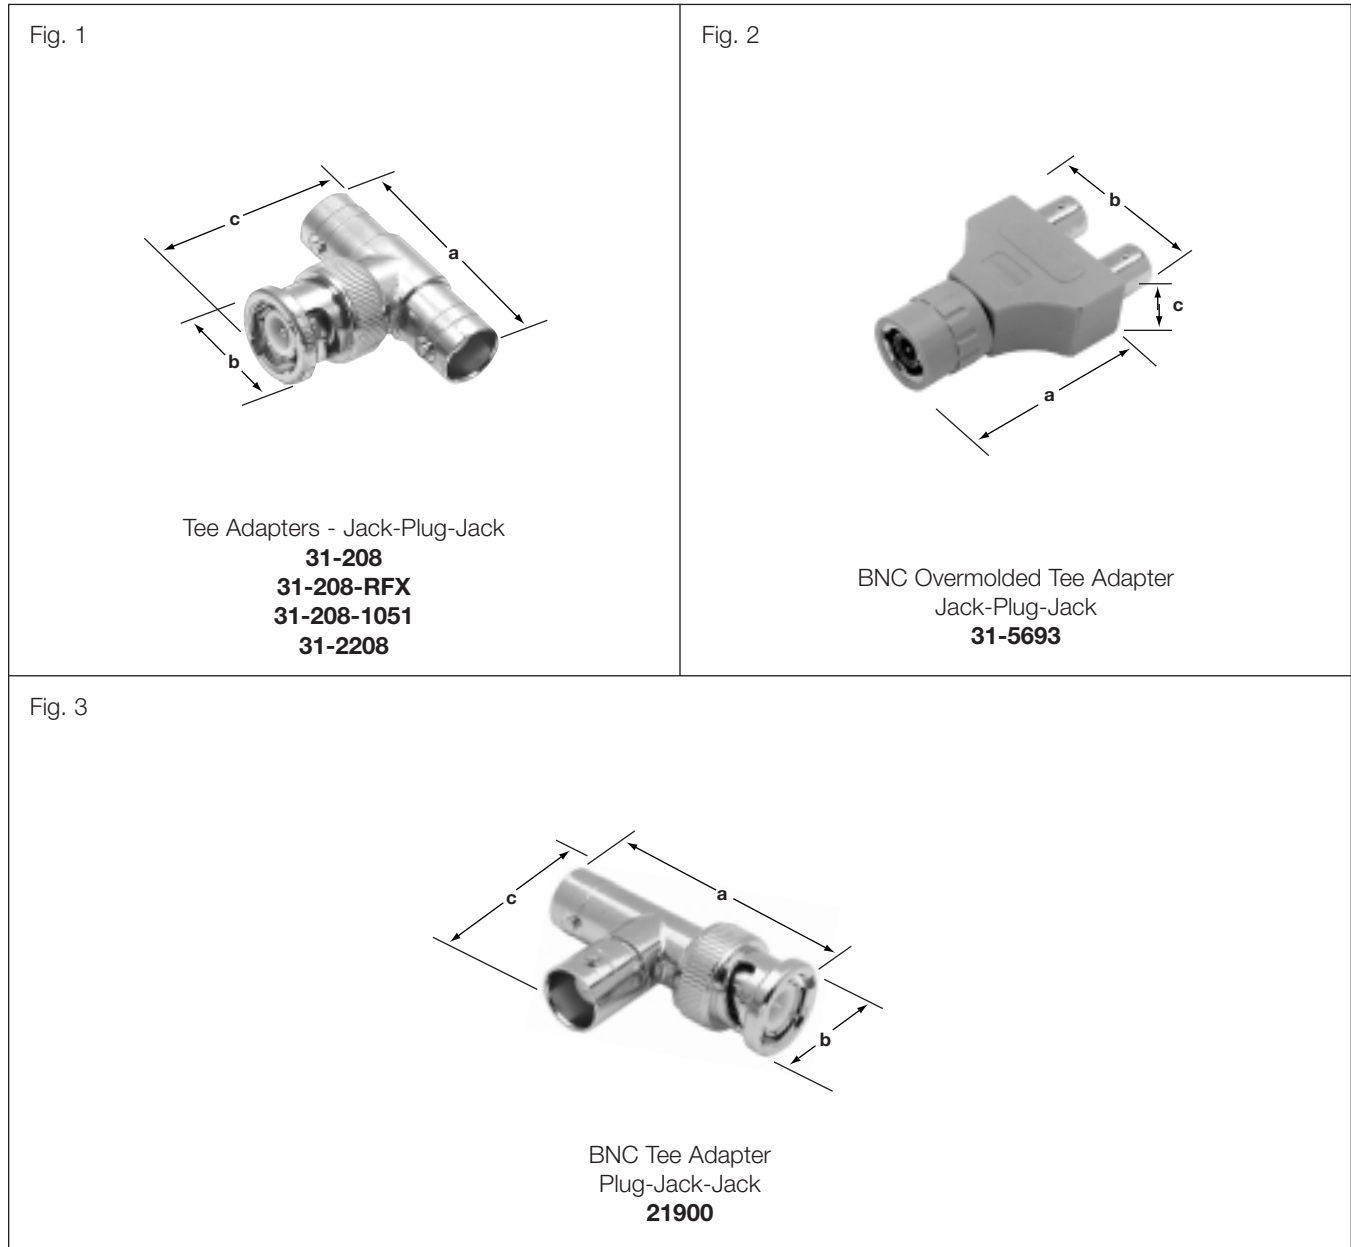 Fig. 1
c
a
b
Tee Adapters - Jack-Plug-Jack
31-208
31-208-RFX
31-208-1051
31-2208
Fig. 2
b
c
a
BNC Overmolded Tee Adapter
Jack-Plug-Jack
31-5693
Fig. 3
c
a
b
BNC Tee Adapter
Plug-Jack-Jack
21900